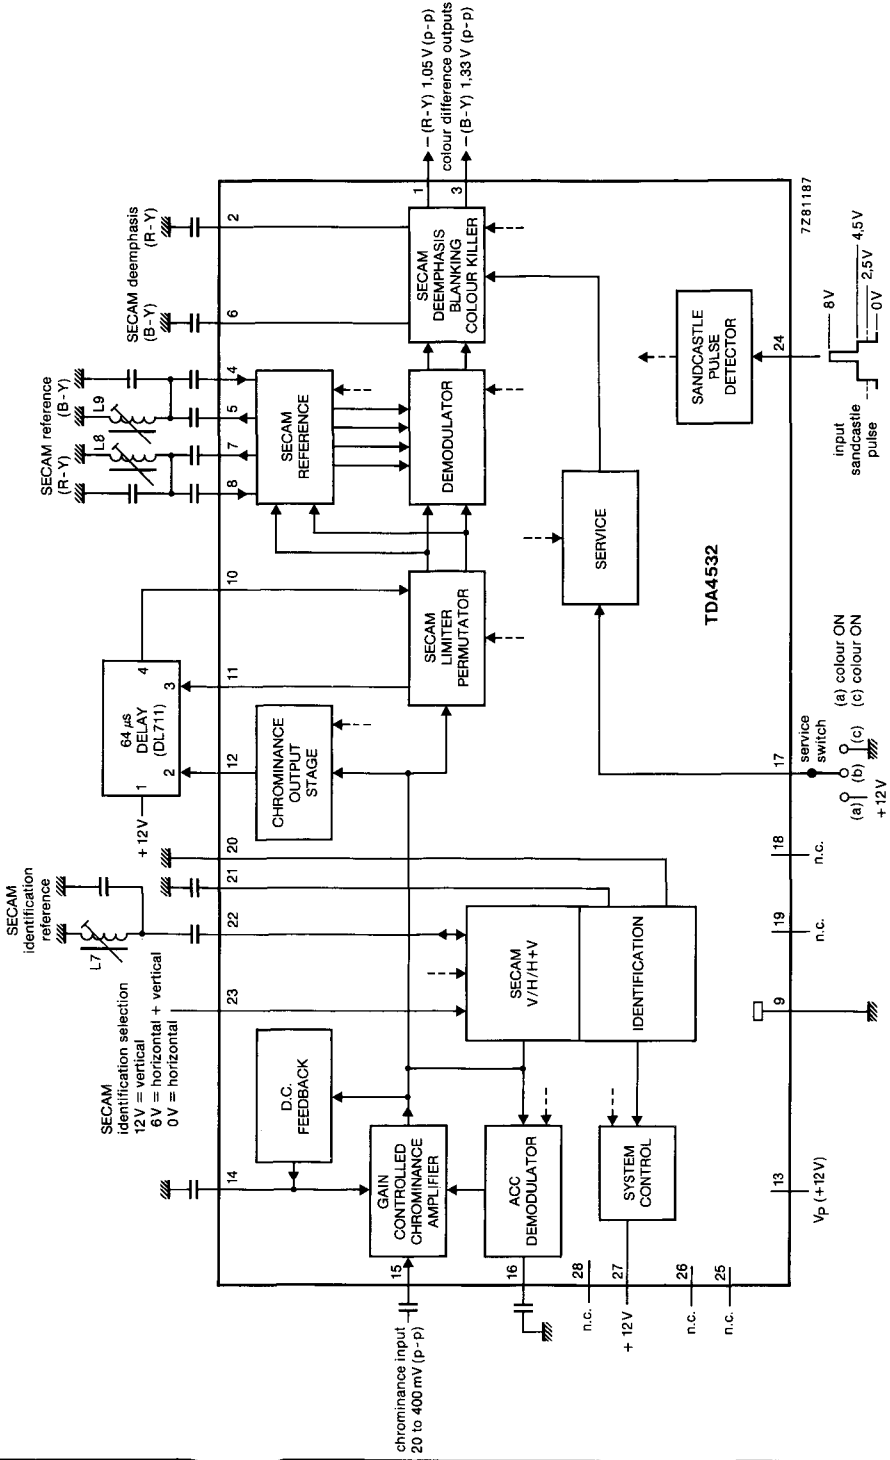 − (R−Y) 1,05 V (p-p)
colour difference outputs
− (B−Y) 1,33 V (p-p)
1
3
SECAM deemphasis
(B−Y)
(R−Y)
6
2
SECAM
DEEMPHASIS
BLANKING
COLOUR KILLER
SECAM reference
(R−Y)
(B−Y)
L8
L9
8
7
5
4
SECAM
REFERENCE
DEMODULATOR
SANDCASTLE
PULSE
DETECTOR
24
7Z81187
input
sandcastle
pulse
8V
4,5V
2,5V
0V
64 µs
DELAY
(DL711)
1
2
3
4
+ 12V
12
11
10
CHROMINANCE
OUTPUT
STAGE
SECAM
LIMITER
PERMUTATOR
SERVICE
TDA4532
17
service
switch
(a)
(b)
(c)
+12V
(a) colour ON
(c) colour ON
SECAM
identification
reference
L7
23
22
21
20
SECAM
identification selection
12V = vertical
6V = horizontal + vertical
0V = horizontal
SECAM
V/H/H+V
IDENTIFICATION
9
19
18
n.c.
n.c.
14
D.C.
FEEDBACK
GAIN
CONTROLLED
CHROMINANCE
AMPLIFIER
ACC
DEMODULATOR
SYSTEM
CONTROL
13
Vp (+12V)
15
16
28
27
26
25
chrominance input
20 to 400 mV (p-p)
n.c.
+ 12V
n.c.
n.c.